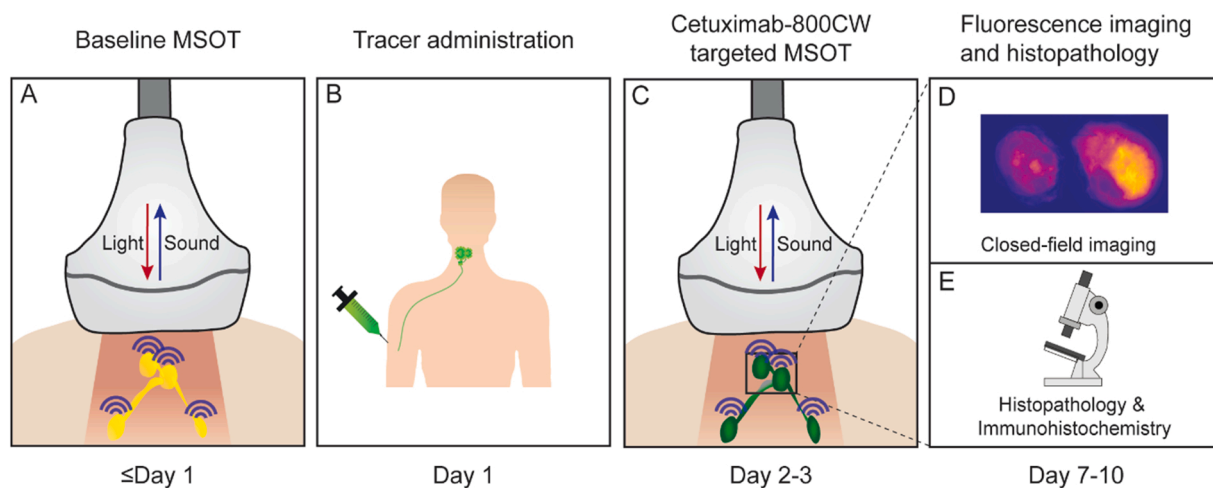 Baseline MSOT
Tracer administration
Cetuximab-800CW
targeted MSOT
Fluorescence imaging
and histopathology
A
Light
Sound
B
C
Light
Sound
D
Closed-field imaging
E
Histopathology &
Immunohistochemistry
≤Day 1
Day 1
Day 2-3
Day 7-10